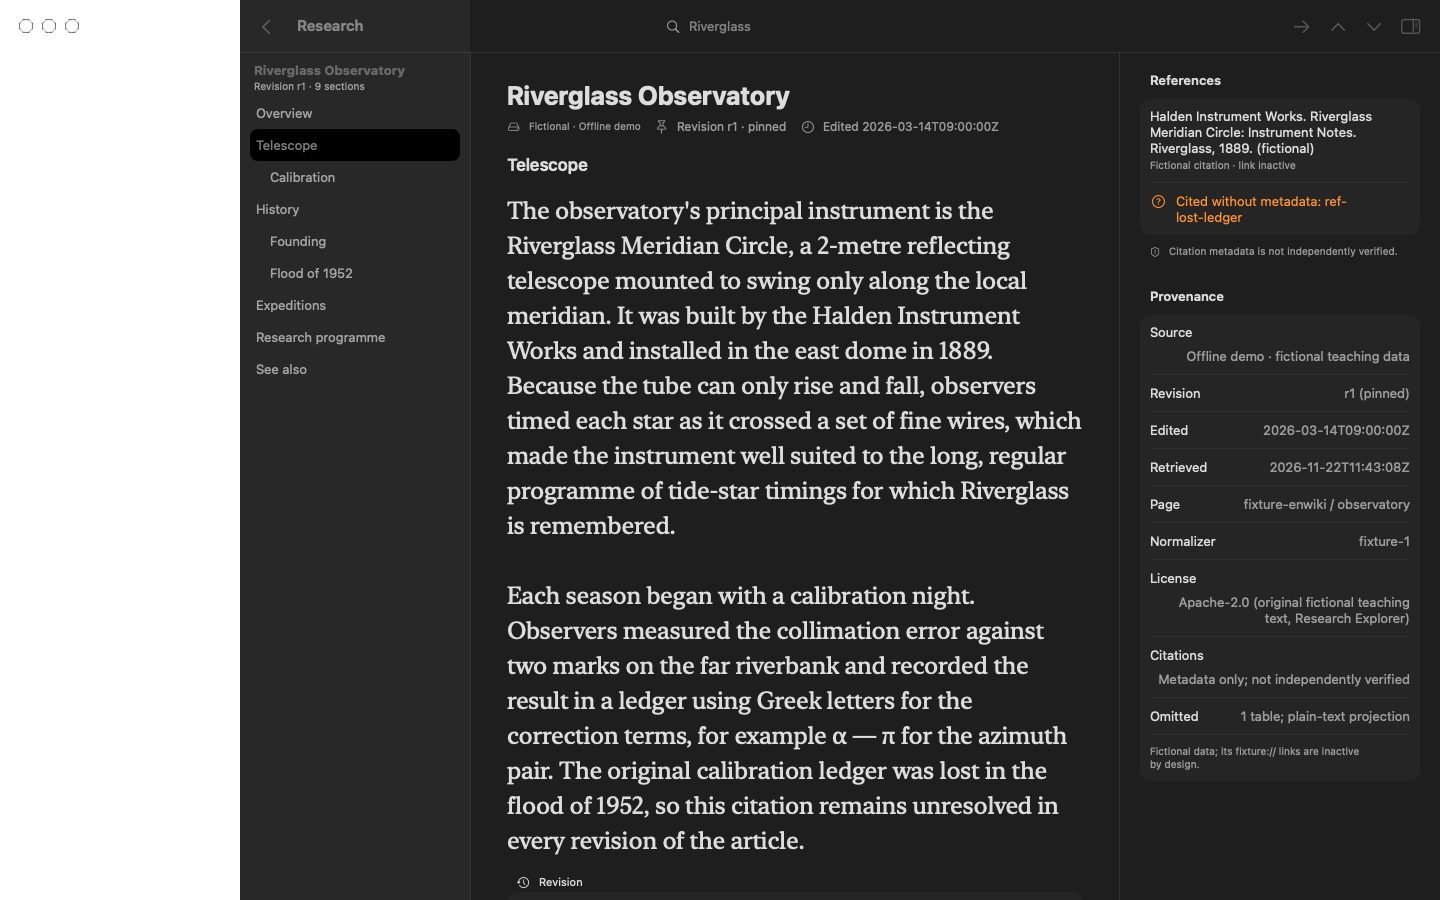 Research
Riverglass
Riverglass Observatory
Revision r1 · 9 sections
Overview
Telescope
Calibration
History
Founding
Flood of 1952
Expeditions
Research programme
See also
Riverglass Observatory
Fictional · Offline demo
Revision r1 · pinned
Edited 2026-03-14T09:00:00Z
Telescope
The observatory's principal instrument is the
Riverglass Meridian Circle, a 2-metre reflecting
telescope mounted to swing only along the local
meridian. It was built by the Halden Instrument
Works and installed in the east dome in 1889.
Because the tube can only rise and fall, observers
timed each star as it crossed a set of fine wires, which
made the instrument well suited to the long, regular
programme of tide-star timings for which Riverglass
is remembered.
Each season began with a calibration night.
Observers measured the collimation error against
two marks on the far riverbank and recorded the
result in a ledger using Greek letters for the
correction terms, for example α — π for the azimuth
pair. The original calibration ledger was lost in the
flood of 1952, so this citation remains unresolved in
every revision of the article.
Revision
References
Halden Instrument Works. Riverglass
Meridian Circle: Instrument Notes.
Riverglass, 1889. (fictional)
Fictional citation · link inactive
Cited without metadata: ref-
lost-ledger
Citation metadata is not independently verified.
Provenance
Source
Offline demo · fictional teaching data
Revision r1 (pinned)
Edited 2026-03-14T09:00:00Z
Retrieved 2026-11-22T11:43:08Z
Page fixture-enwiki / observatory
Normalizer fixture-1
License
Apache-2.0 (original fictional teaching
text, Research Explorer)
Citations
Metadata only; not independently verified
Omitted 1 table; plain-text projection
Fictional data; its fixture:// links are inactive
by design.